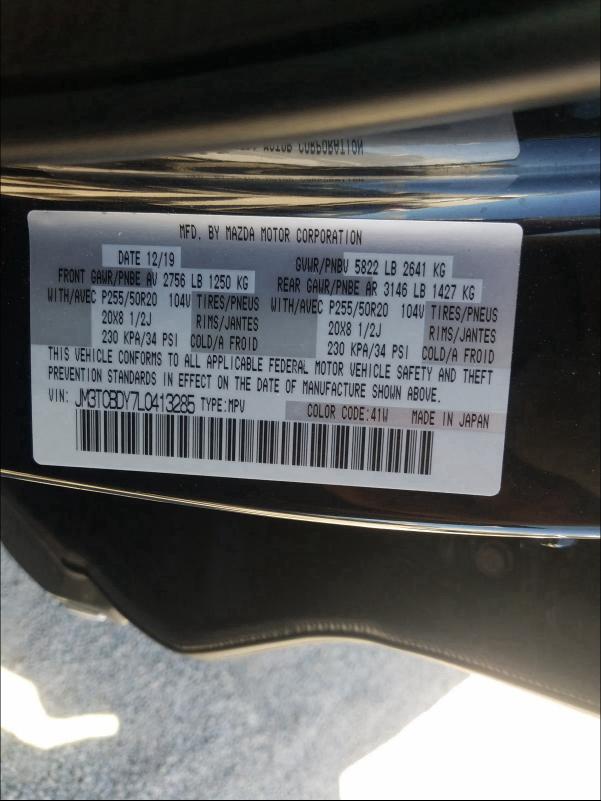 MOTOR CORPORATION
MFD. BY MAZDA MOTOR CORPORATION
DATE 12/19 GVWR/PNBV 5822 LB 2641 KG
FRONT GAWR/PNBE AV 2756 LB 1250 KG REAR GAWR/PNBE AR 3146 LB 1427 KG
WITH/AVEC P255/50R20 104V TIRES/PNEUS WITH/AVEC P255/50R20 104V TIRES/PNEUS
20X8 1/2J RIMS/JANTES 20X8 1/2J RIMS/JANTES
230 KPA/34 PSI COLD/A FROID 230 KPA/34 PSI COLD/A FROID
THIS VEHICLE CONFORMS TO ALL APPLICABLE FEDERAL MOTOR VEHICLE SAFETY AND THEFT
PREVENTION STANDARDS IN EFFECT ON THE DATE OF MANUFACTURE SHOWN ABOVE.
VIN: JM3TCBDY7L0413285 TYPE:MPV COLOR CODE:41W MADE IN JAPAN